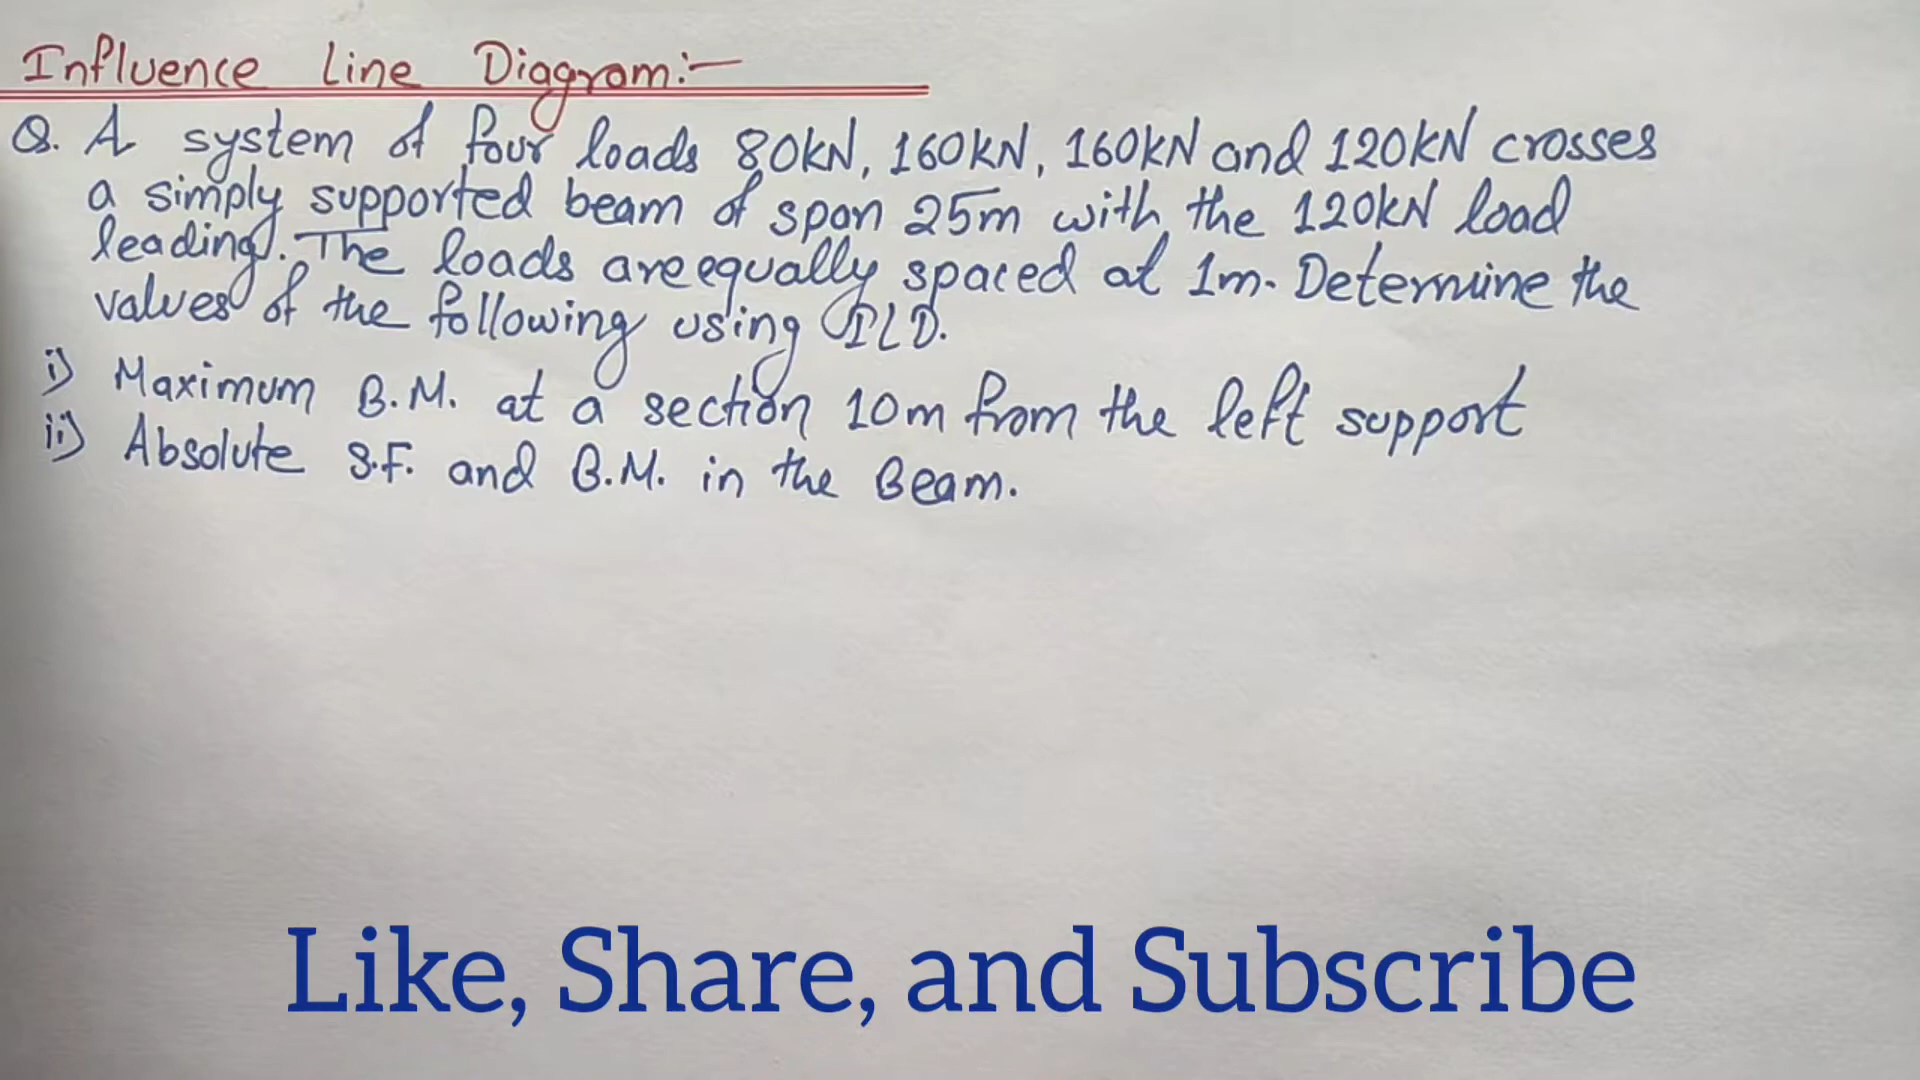 Influence Line Diagram:-
Q. A system of four loads 80kN, 160kN, 160kN and 120kN crosses
a simply supported beam of span 25m with the 120kN load
leading. The loads are equally spaced at 1m. Determine the
values of the following using ILD.
i) Maximum B.M. at a section 10m from the left support
ii) Absolute S.F. and B.M. in the Beam.
Like, Share, and Subscribe